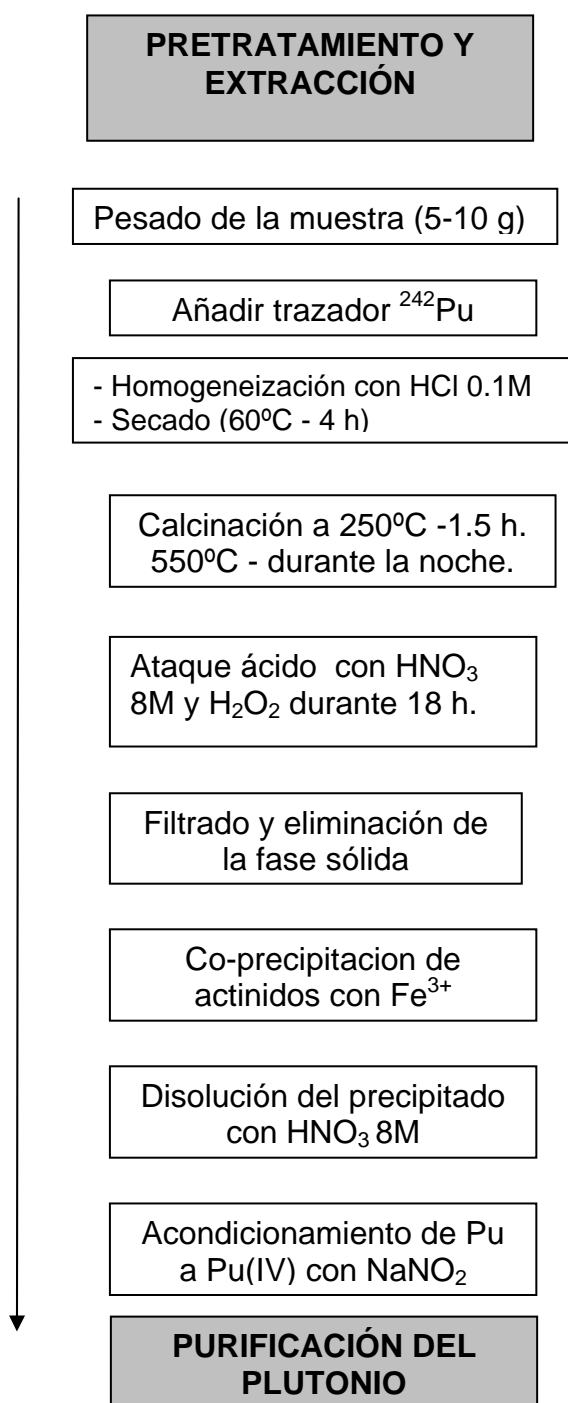 PRETRATAMIENTO Y
EXTRACCIÓN
Pesado de la muestra (5-10 g)
Añadir trazador ²⁴²Pu
- Homogeneización con HCl 0.1M
- Secado (60ºC - 4 h)
Calcinación a 250ºC -1.5 h.
550ºC - durante la noche.
Ataque ácido con HNO₃
8M y H₂O₂ durante 18 h.
Filtrado y eliminación de
la fase sólida
Co-precipitacion de
actinidos con Fe³⁺
Disolución del precipitado
con HNO₃ 8M
Acondicionamiento de Pu
a Pu(IV) con NaNO₂
PURIFICACIÓN DEL
PLUTONIO